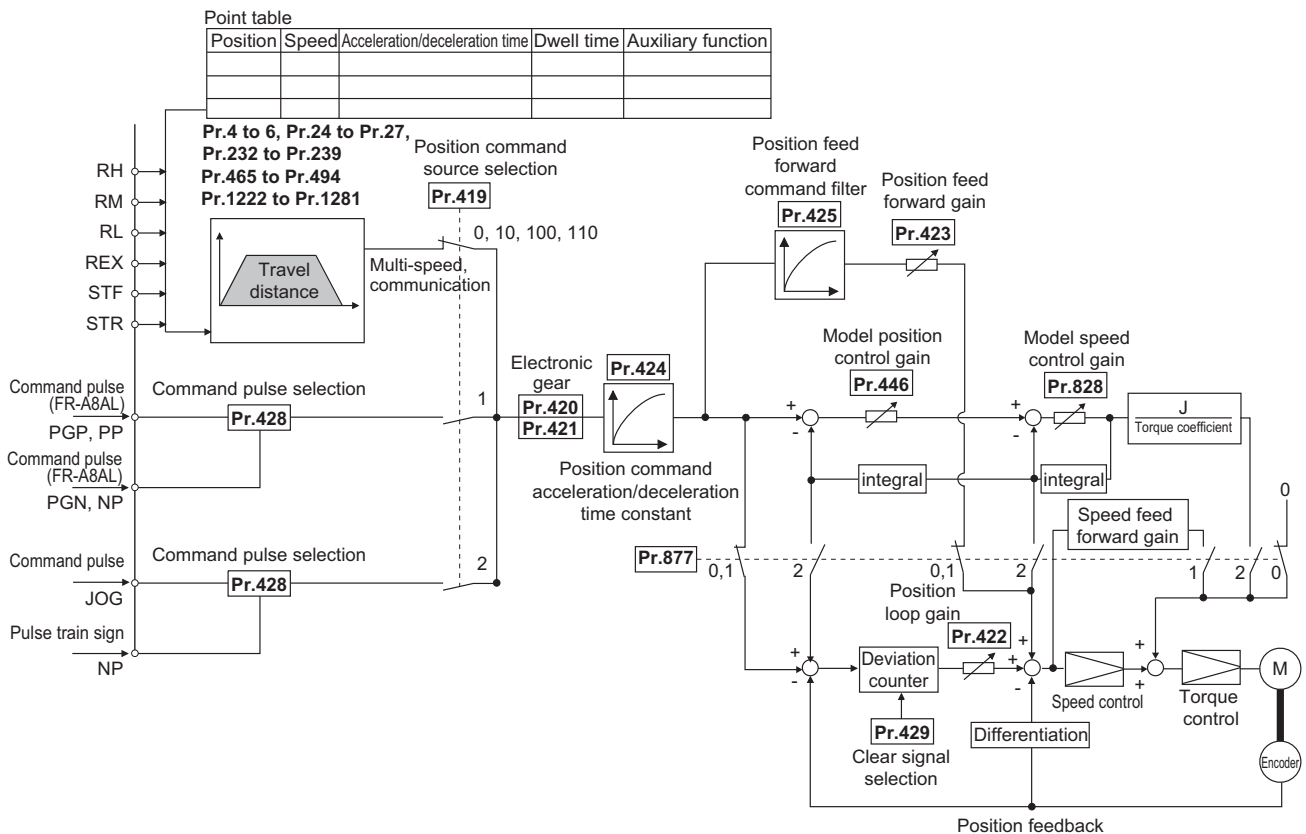 Point table
Position Speed Acceleration/deceleration time Dwell time Auxiliary function
Pr.4 to 6, Pr.24 to Pr.27,
Pr.232 to Pr.239
Pr.465 to Pr.494
Pr.1222 to Pr.1281
RH
RM
RL
REX
STF
STR
Travel
distance
Position command
source selection
Pr.419
0, 10, 100, 110
Multi-speed,
communication
Command pulse
(FR-A8AL)
PGP, PP
Command pulse selection
Pr.428
1
Command pulse
(FR-A8AL)
PGN, NP
Command pulse
JOG
Command pulse selection
Pr.428
2
Pulse train sign
NP
Electronic
gear
Pr.420
Pr.421
Pr.424
Position command
acceleration/deceleration
time constant
Position feed
forward
command filter
Pr.425
Position feed
forward gain
Pr.423
Model position
control gain
Pr.446
Model speed
control gain
Pr.828
J
Torque coefficient
+
-
+
-
integral
integral
Speed feed
forward gain
0
Pr.877
0,1
2
0,1
2
1
2
0
Position
loop gain
Pr.422
+
-
Deviation
counter
Pr.429
Clear signal
selection
+
+
-
Differentiation
Speed control
+
+
Torque
control
M
Encoder
Position feedback